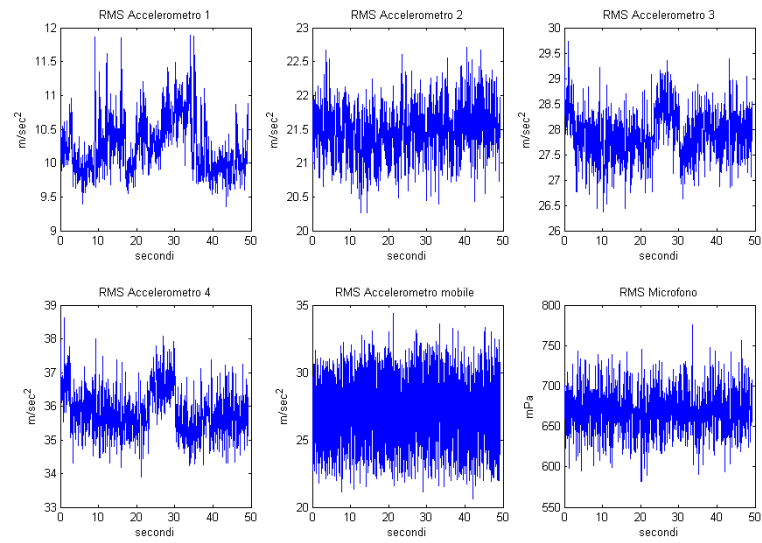 RMS Accelerometro 1
12
11.5
11
10.5
10
9.5
9
m/sec²
0 10 20 30 40 50
secondi
RMS Accelerometro 2
23
22.5
22
21.5
21
20.5
20
m/sec²
0 10 20 30 40 50
secondi
RMS Accelerometro 3
30
29.5
29
28.5
28
27.5
27
26.5
26
m/sec²
0 10 20 30 40 50
secondi
RMS Accelerometro 4
39
38
37
36
35
34
33
m/sec²
0 10 20 30 40 50
secondi
RMS Accelerometro mobile
35
30
25
20
m/sec²
0 10 20 30 40 50
secondi
RMS Microfono
800
750
700
650
600
550
mPa
0 10 20 30 40 50
secondi